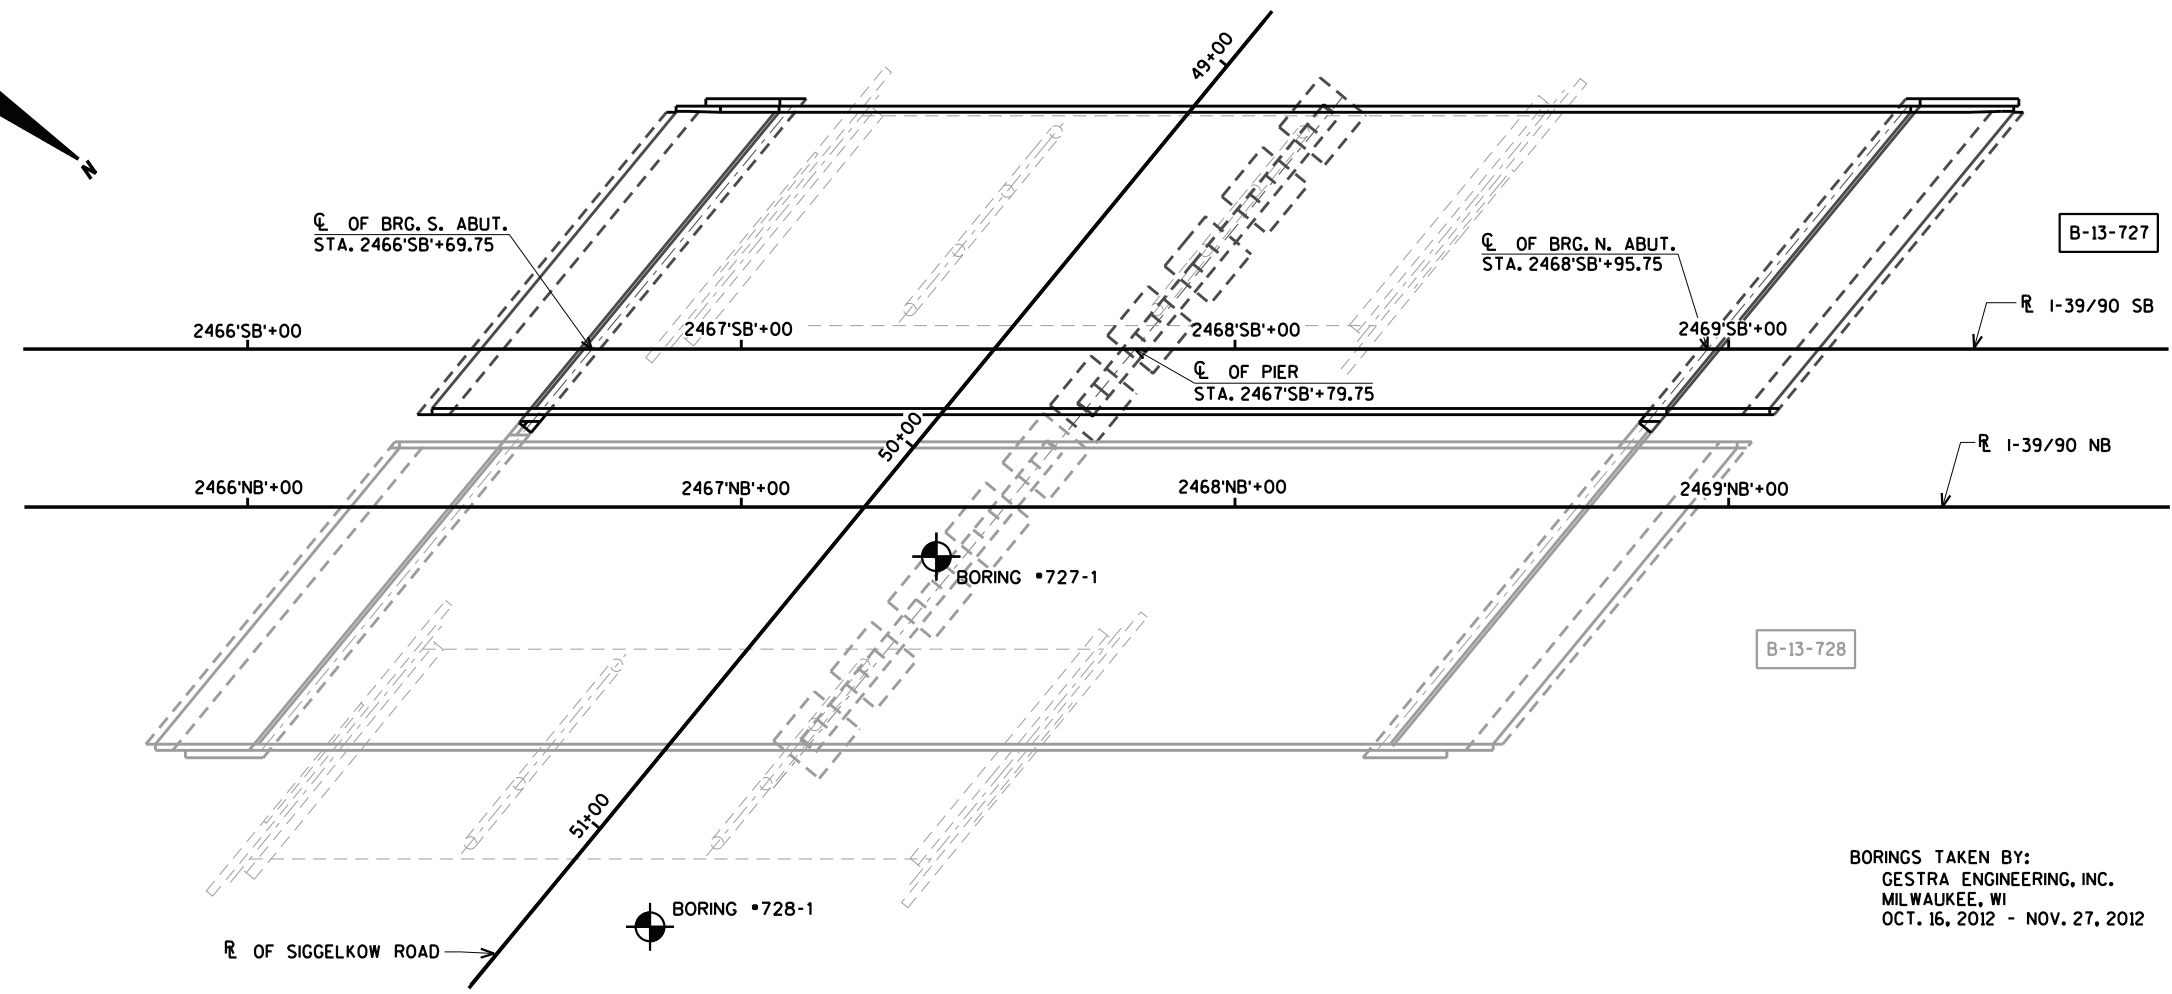 49+00
N
℄ OF BRG. S. ABUT.
STA. 2466'SB'+69.75
℄ OF BRG. N. ABUT.
STA. 2468'SB'+95.75
B-13-727
℞ I-39/90 SB
2466'SB'+00
2467'SB'+00
2468'SB'+00
2469'SB'+00
℄ OF PIER
STA. 2467'SB'+79.75
50+00
℞ I-39/90 NB
2466'NB'+00
2467'NB'+00
2468'NB'+00
2469'NB'+00
BORING #727-1
B-13-728
51+00
BORING #728-1
℞ OF SIGGELKOW ROAD
BORINGS TAKEN BY:
GESTRA ENGINEERING, INC.
MILWAUKEE, WI
OCT. 16, 2012 - NOV. 27, 2012